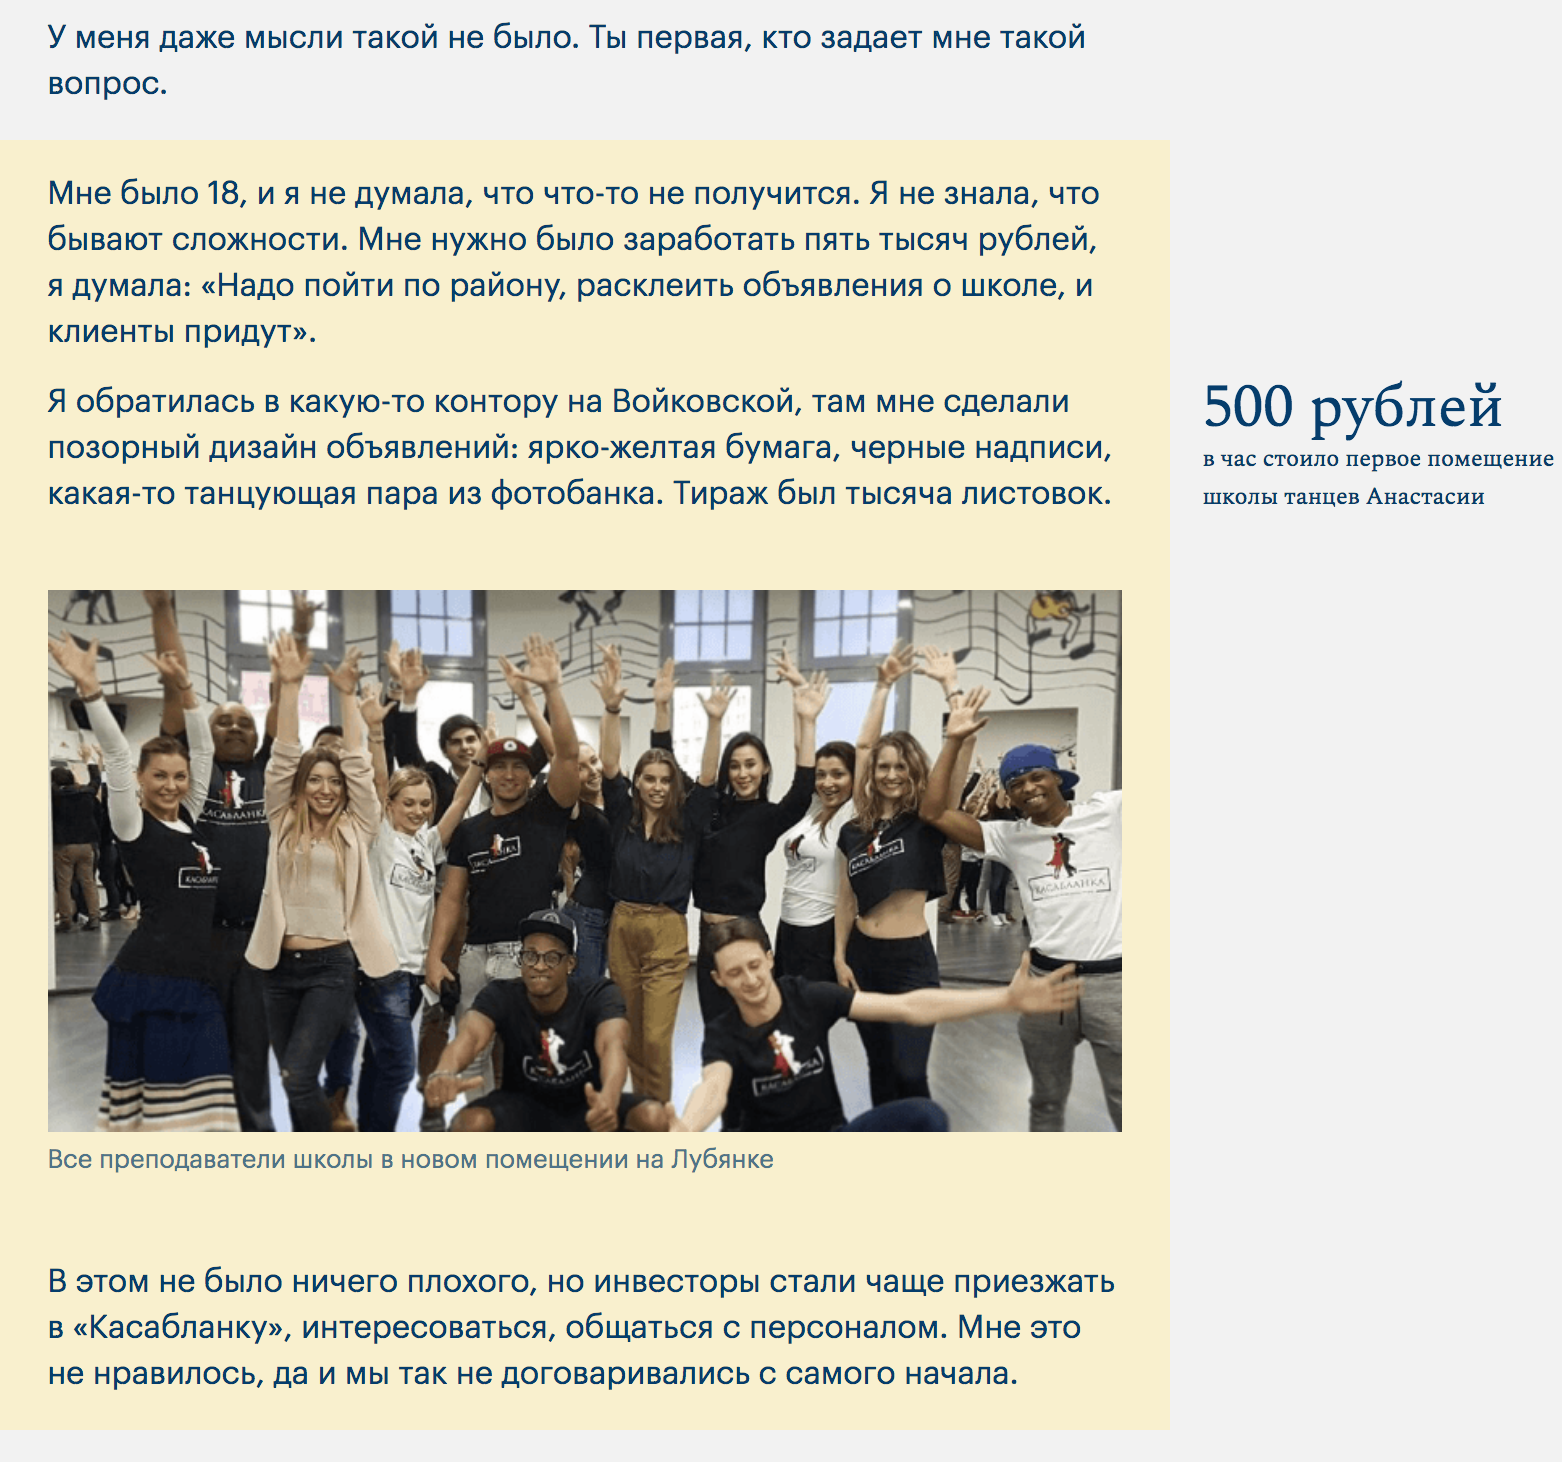 У меня даже мысли такой не было. Ты первая, кто задает мне такой
вопрос.
Мне было 18, и я не думала, что что-то не получится. Я не знала, что
бывают сложности. Мне нужно было заработать пять тысяч рублей,
я думала: «Надо пойти по району, расклеить объявления о школе, и
клиенты придут».
Я обратилась в какую-то контору на Войковской, там мне сделали
позорный дизайн объявлений: ярко-желтая бумага, черные надписи,
какая-то танцующая пара из фотобанка. Тираж был тысяча листовок.
500 рублей
в час стоило первое помещение
школы танцев Анастасии
КАСАБЛАНКА
КАСАБЛАНКА
КАСАБЛАНКА
Все преподаватели школы в новом помещении на Лубянке
В этом не было ничего плохого, но инвесторы стали чаще приезжать
в «Касабланку», интересоваться, общаться с персоналом. Мне это
не нравилось, да и мы так не договаривались с самого начала.